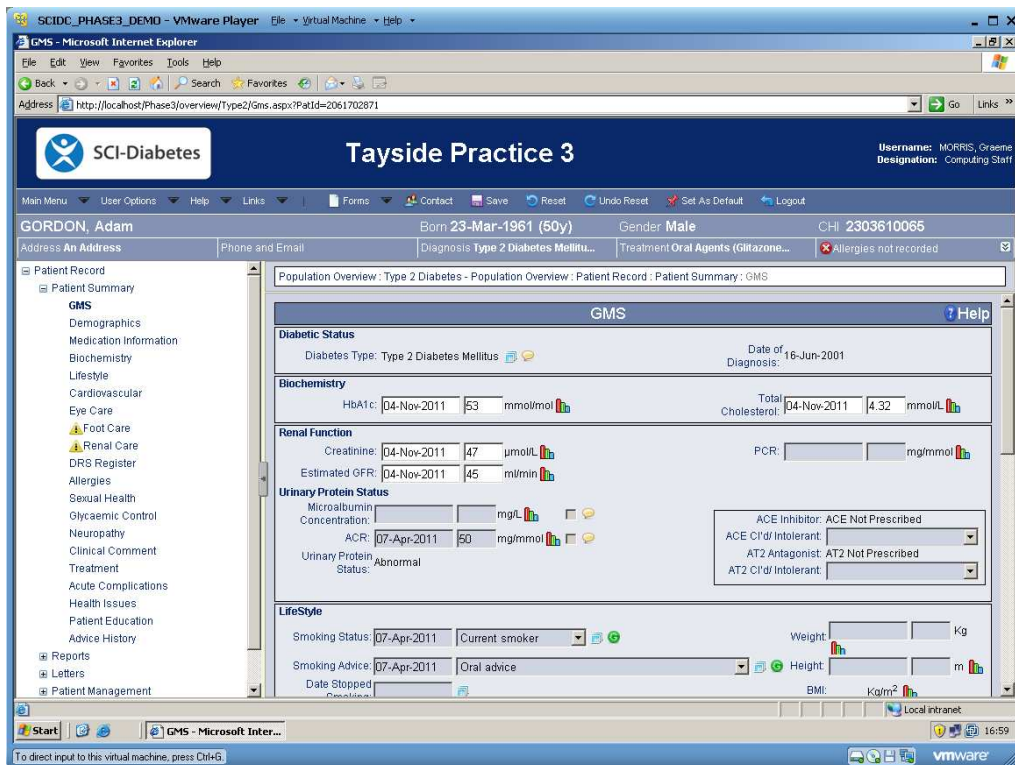 SCIDC_PHASE3_DEMO - VMware Player File Virtual Machine Help
GMS - Microsoft Internet Explorer
File Edit View Favorites Tools Help
Back Search Favorites
Address http://localhost/Phase3/overview/Type2/Gms.aspx?PatId=2061702871 Go Links »
SCI-Diabetes
Tayside Practice 3
Username: MORRIS, Graeme
Designation: Computing Staff
Main Menu User Options Help Links Forms Contact Save Reset Undo Reset Set As Default Logout
GORDON, Adam Born 23-Mar-1961 (50y) Gender Male CHI 2303610065
Address An Address Phone and Email Diagnosis Type 2 Diabetes Mellitu... Treatment Oral Agents (Glitazone... Allergies not recorded
Patient Record
Patient Summary
GMS
Demographics
Medication Information
Biochemistry
Lifestyle
Cardiovascular
Eye Care
Foot Care
Renal Care
DRS Register
Allergies
Sexual Health
Glycaemic Control
Neuropathy
Clinical Comment
Treatment
Acute Complications
Health Issues
Patient Education
Advice History
Reports
Letters
Patient Management
Population Overview : Type 2 Diabetes - Population Overview : Patient Record : Patient Summary : GMS
GMS ? Help
Diabetic Status
Diabetes Type: Type 2 Diabetes Mellitus Date of Diagnosis: 16-Jun-2001
Biochemistry
HbA1c: 04-Nov-2011 53 mmol/mol Total Cholesterol: 04-Nov-2011 4.32 mmol/L
Renal Function
Creatinine: 04-Nov-2011 47 µmol/L PCR: mg/mmol
Estimated GFR: 04-Nov-2011 45 ml/min
Urinary Protein Status
Microalbumin Concentration: mg/L
ACR: 07-Apr-2011 50 mg/mmol
Urinary Protein Status: Abnormal
ACE Inhibitor: ACE Not Prescribed
ACE CI'd/ Intolerant:
AT2 Antagonist: AT2 Not Prescribed
AT2 CI'd/ Intolerant:
LifeStyle
Smoking Status: 07-Apr-2011 Current smoker G Weight: Kg
Smoking Advice: 07-Apr-2011 Oral advice G Height: m
Date Stopped Smoking: BMI: Kg/m²
Local intranet
Start GMS - Microsoft Inter... 16:59
To direct input to this virtual machine, press Ctrl+G. vmware